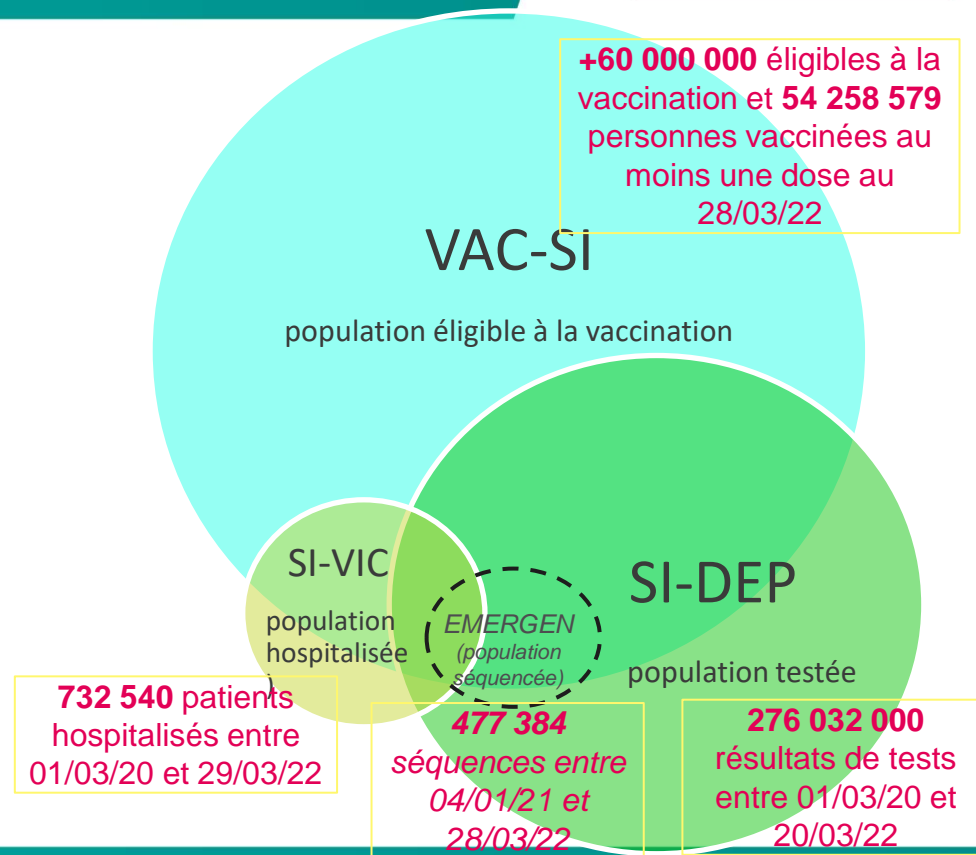 +60 000 000 éligibles à la
vaccination et 54 258 579
personnes vaccinées au
moins une dose au
28/03/22
VAC-SI
population éligible à la vaccination
SI-VIC
population
hospitalisée
)
EMERGEN
(population
séquencée)
SI-DEP
population testée
732 540 patients
hospitalisés entre
01/03/20 et 29/03/22
477 384
séquences entre
04/01/21 et
28/03/22
276 032 000
résultats de tests
entre 01/03/20 et
20/03/22